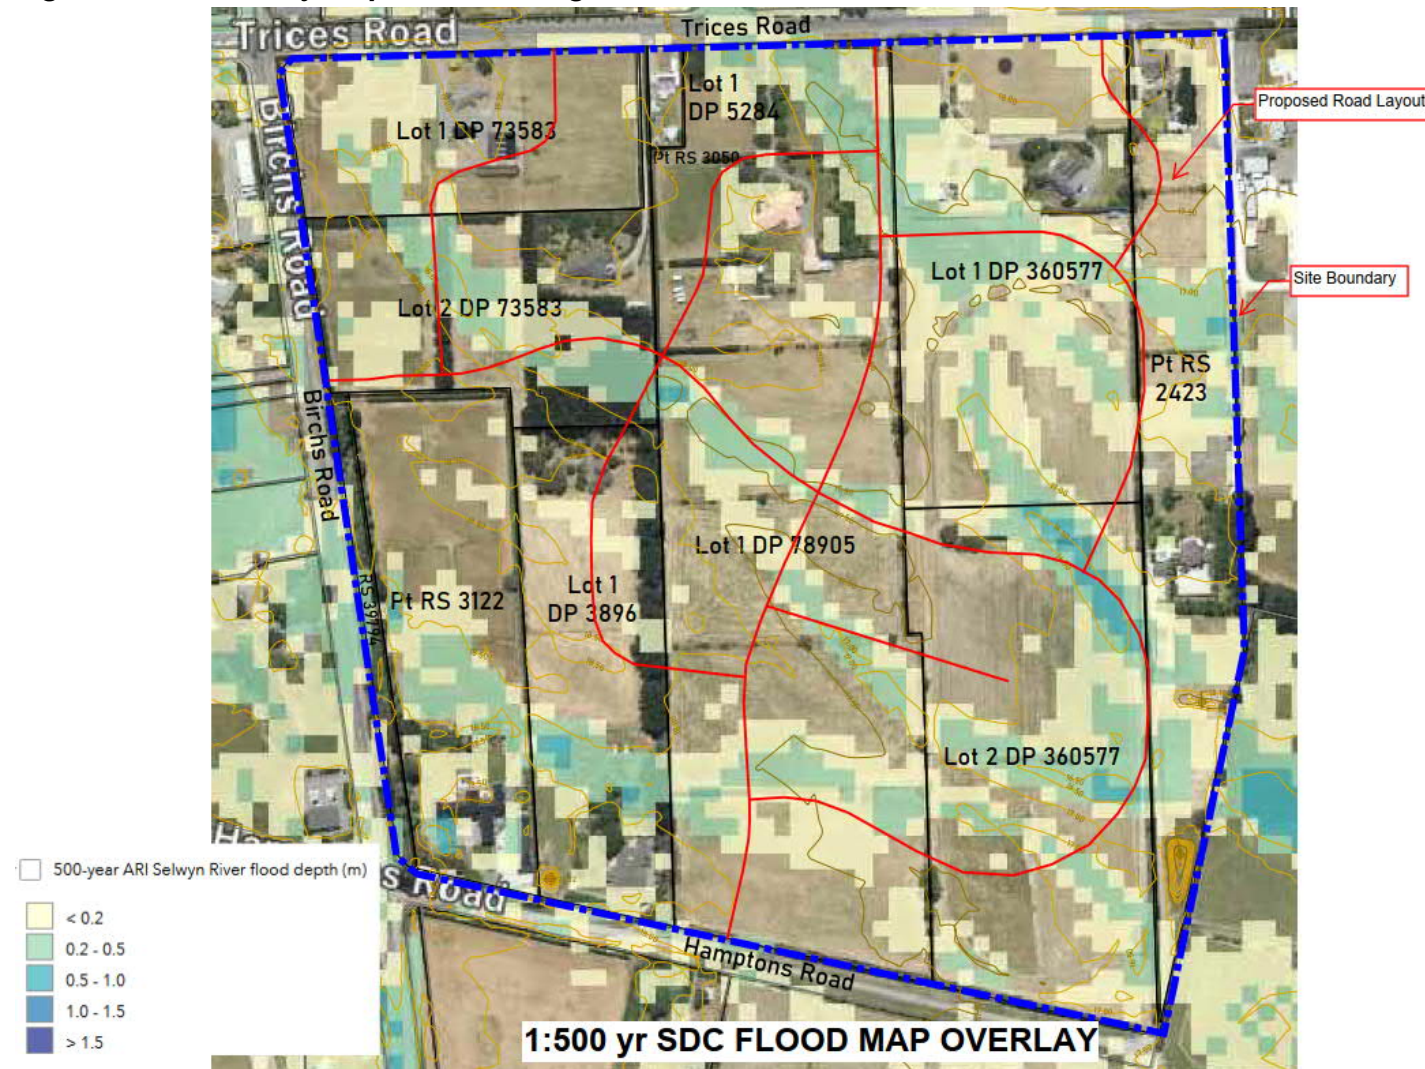 Trices Road
Trices Road
Lot 1
DP 5284
Proposed Road Layout
Lot 1 DP 73583
Pt RS 3050
Birchs Road
Lot 1 DP 360577
Site Boundary
Lot 2 DP 73583
Pt RS
2423
Birchs Road
Lot 1 DP 78905
Lot 1
DP 3896
Pt RS 3122
RS 39794
Lot 2 DP 360577
500-year ARI Selwyn River flood depth (m)
< 0.2
0.2 - 0.5
0.5 - 1.0
1.0 - 1.5
> 1.5
s Road
Hamptons Road
1:500 yr SDC FLOOD MAP OVERLAY